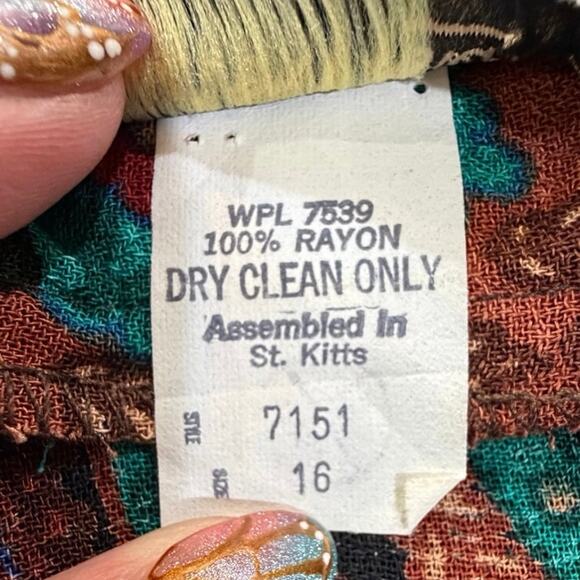 WPL 7539
100% RAYON
DRY CLEAN ONLY
Assembled In
St. Kitts
STYLE 7151
SIZE 16